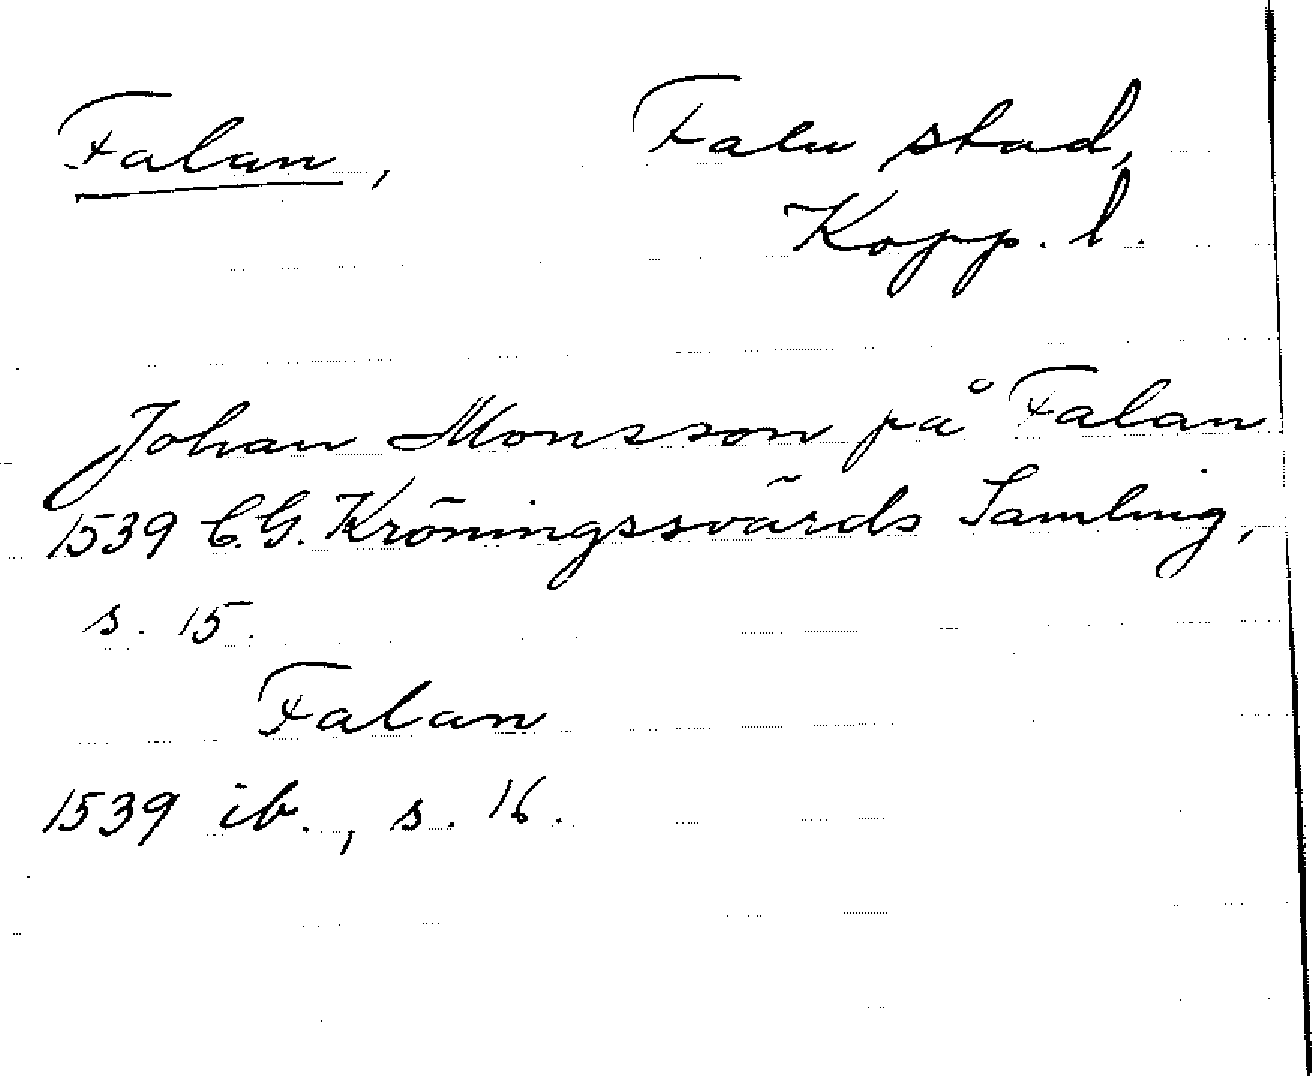 Falan, Falu stad,
Kopp. l.
Johan Monsson på Falan
1539 C.G. Kröningssvärds Samling,
s. 15.
Falan
1539 ib., s. 16.